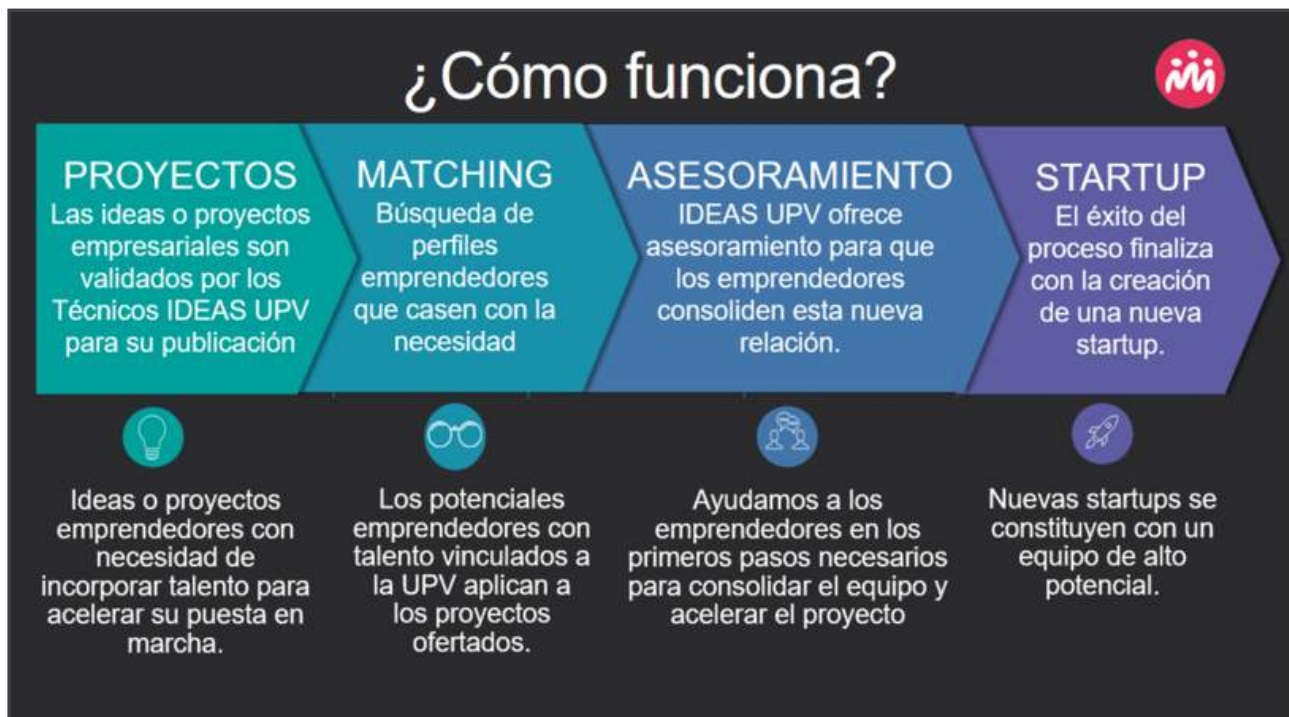 ¿Cómo funciona?
PROYECTOS
Las ideas o proyectos
empresariales son
validados por los
Técnicos IDEAS UPV
para su publicación
MATCHING
Búsqueda de
perfiles
emprendedores
que casen con la
necesidad
ASESORAMIENTO
IDEAS UPV ofrece
asesoramiento para que
los emprendedores
consoliden esta nueva
relación.
STARTUP
El éxito del
proceso finaliza
con la creación
de una nueva
startup.
Ideas o proyectos
emprendedores con
necesidad de
incorporar talento para
acelerar su puesta en
marcha.
Los potenciales
emprendedores con
talento vinculados a
la UPV aplican a
los proyectos
ofertados.
Ayudamos a los
emprendedores en los
primeros pasos necesarios
para consolidar el equipo y
acelerar el proyecto
Nuevas startups se
constituyen con un
equipo de alto
potencial.